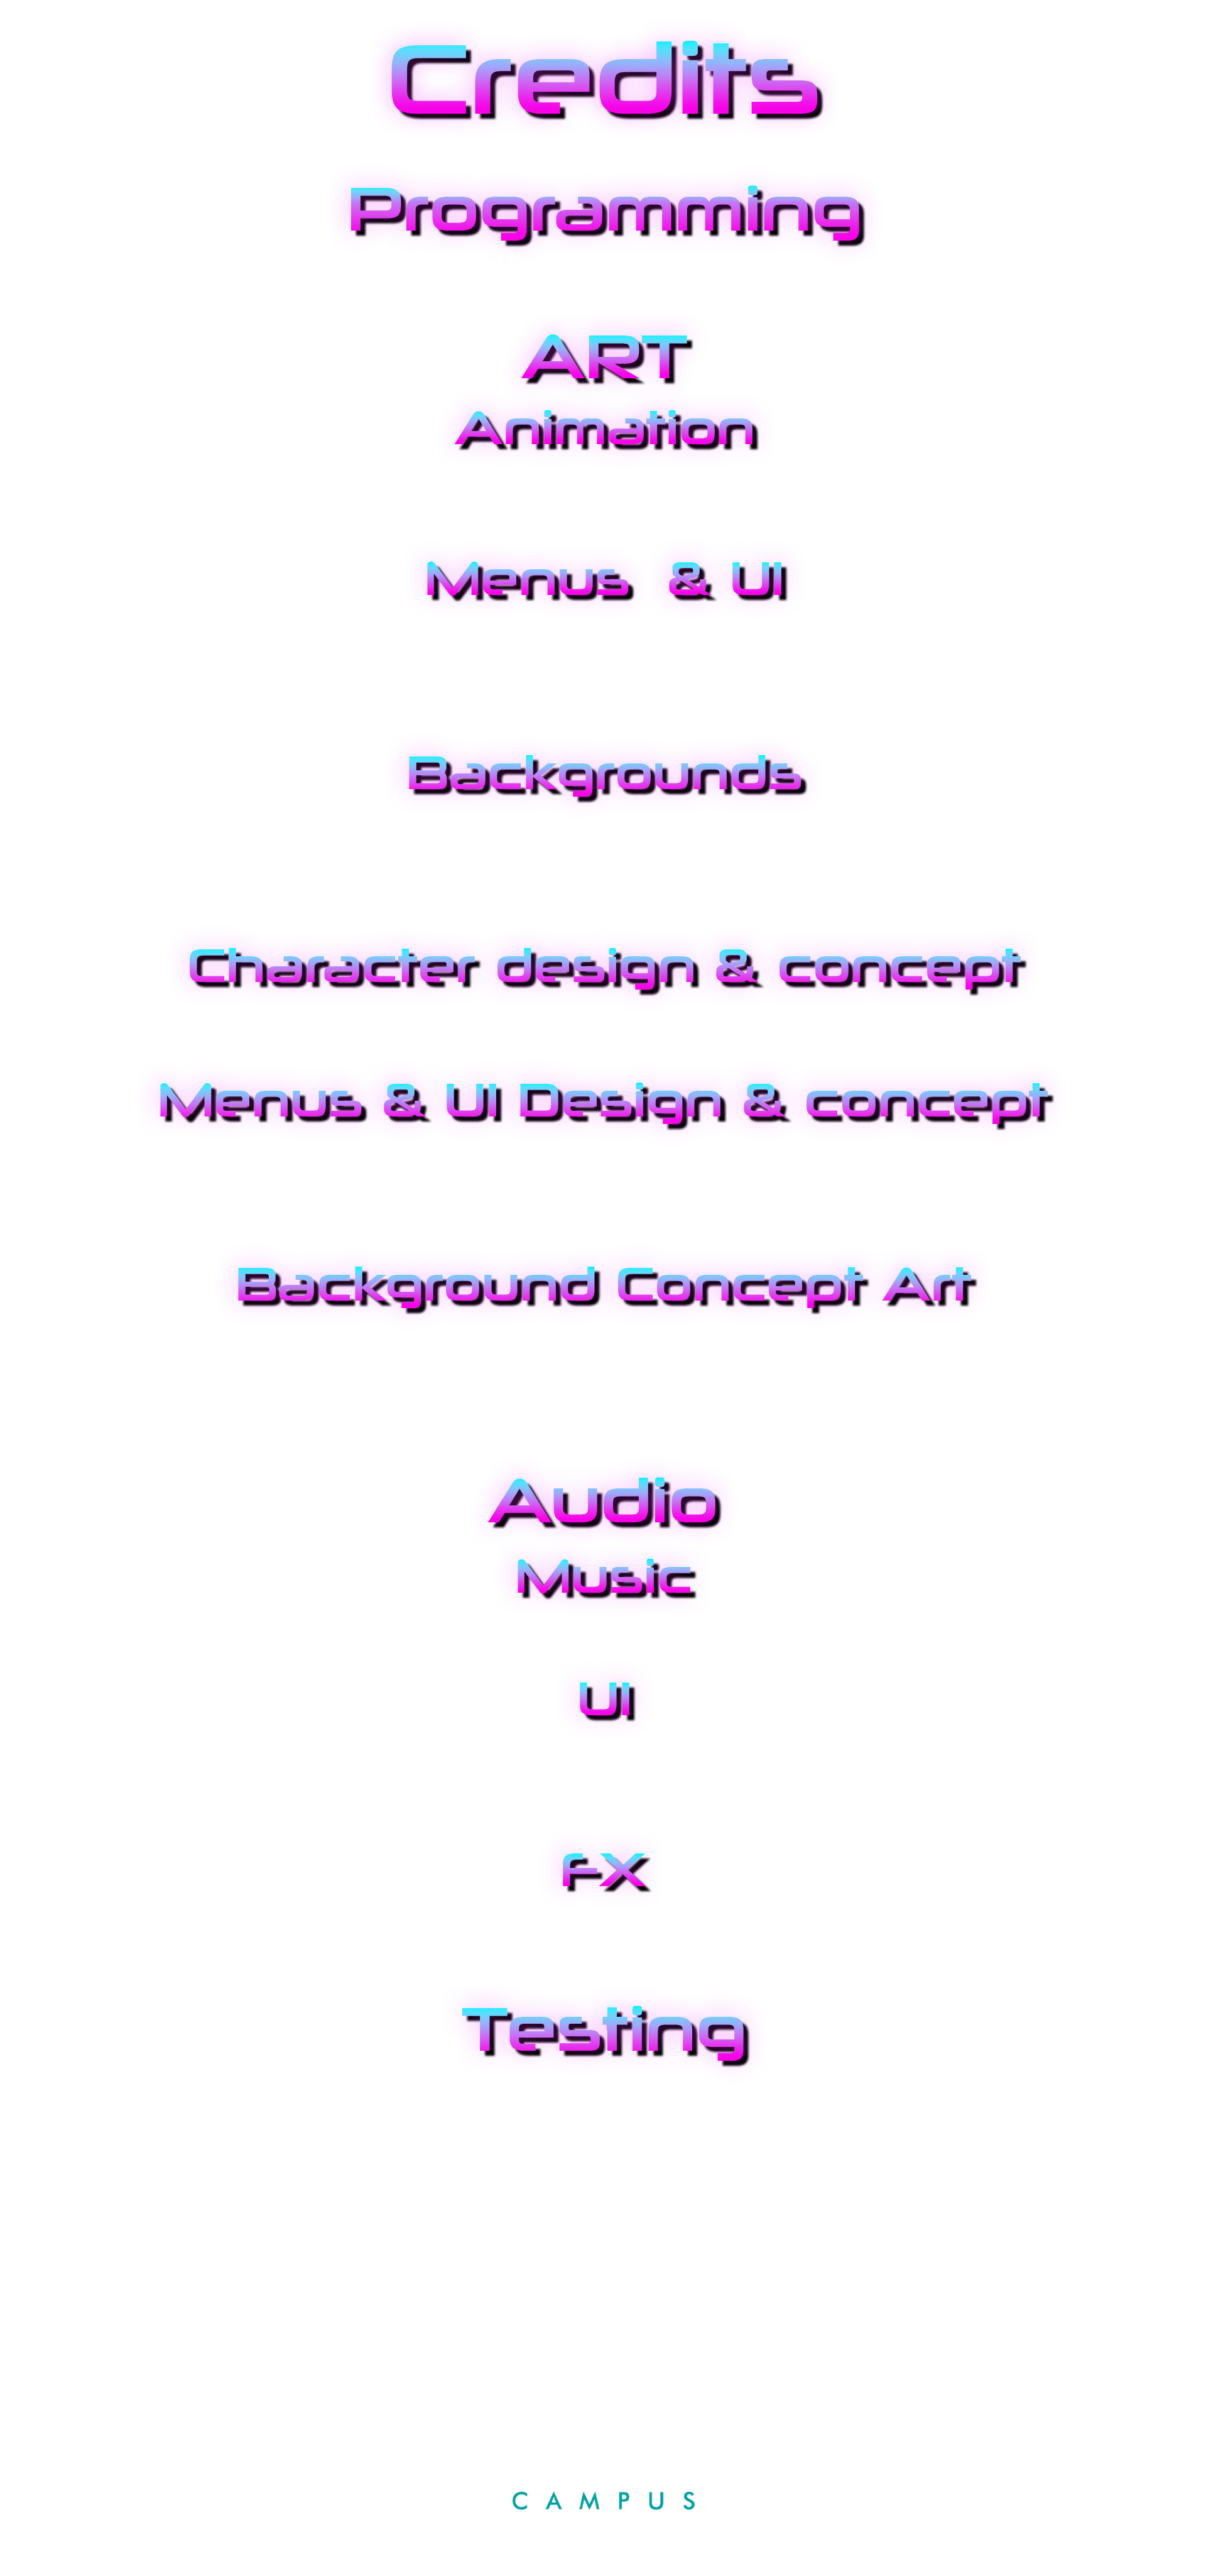 Credits
Programming
ART
Animation
Menus & UI
Backgrounds
Character design & concept
Menus & UI Design & concept
Background Concept Art
Audio
Music
UI
FX
Testing
CAMPUS